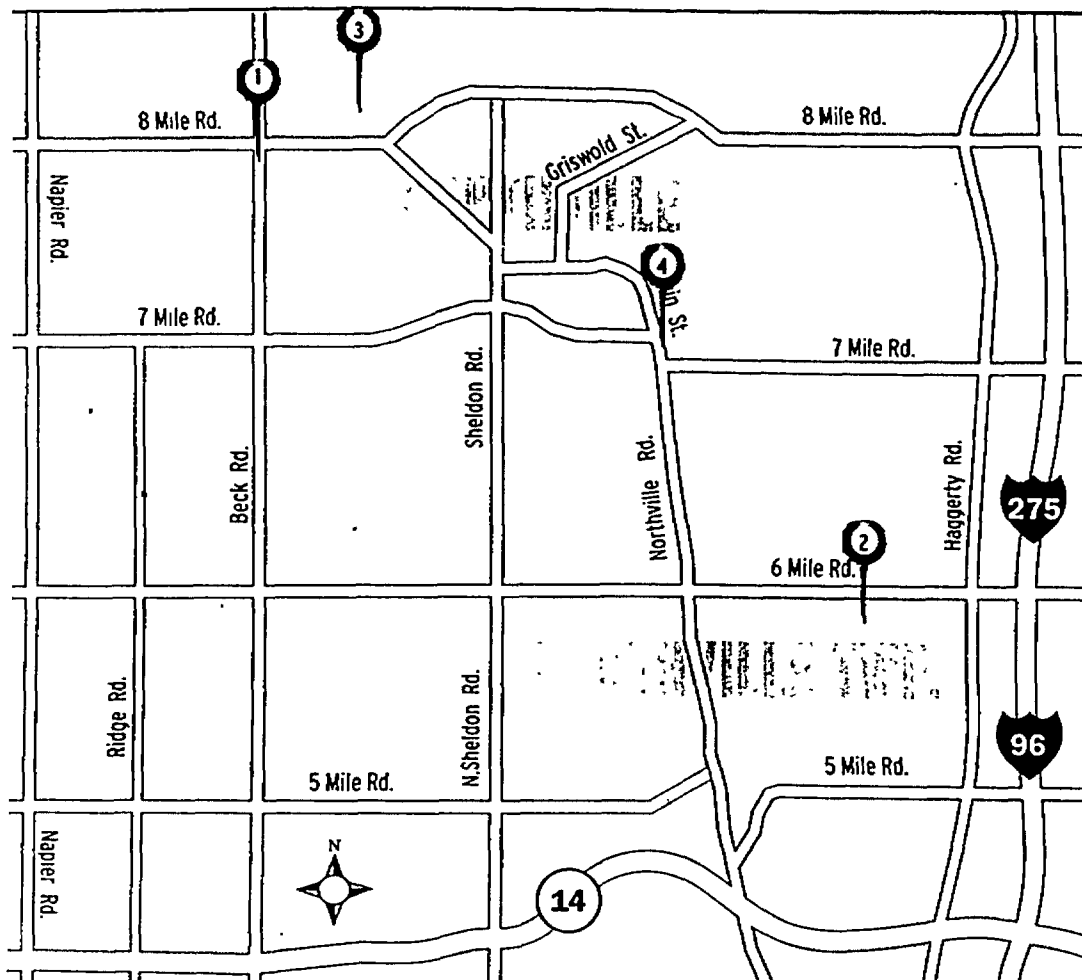 3
1
8 Mile Rd.
8 Mile Rd.
Griswold St.
Napier Rd.
4
St.
7 Mile Rd.
7 Mile Rd.
Sheldon Rd.
Beck Rd.
Northville Rd.
Haggerty Rd.
275
2
6 Mile Rd.
Ridge Rd.
N.Sheldon Rd.
96
5 Mile Rd.
5 Mile Rd.
Napier Rd.
N
14